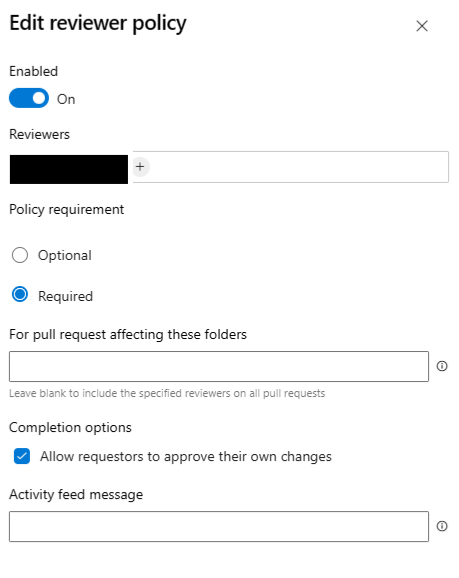 Edit reviewer policy
Enabled
On
Reviewers
Policy requirement
Optional
Required
For pull request affecting these folders
Leave blank to include the specified reviewers on all pull requests
Completion options
Allow requestors to approve their own changes
Activity feed message